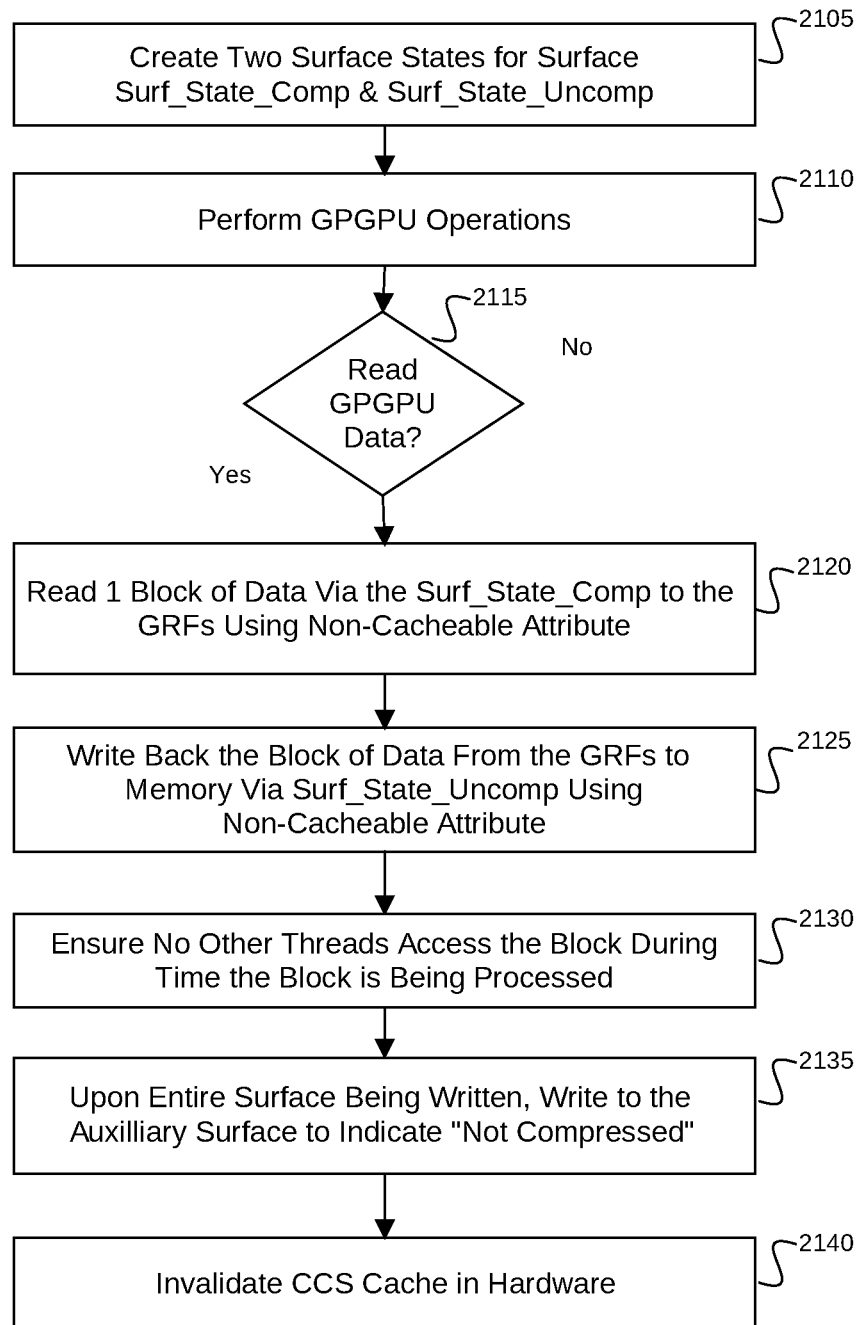 2105
Create Two Surface States for Surface
Surf_State_Comp & Surf_State_Uncomp
2110
Perform GPGPU Operations
2115
No
Read
GPGPU
Data?
Yes
2120
Read 1 Block of Data Via the Surf_State_Comp to the
GRFs Using Non-Cacheable Attribute
2125
Write Back the Block of Data From the GRFs to
Memory Via Surf_State_Uncomp Using
Non-Cacheable Attribute
2130
Ensure No Other Threads Access the Block During
Time the Block is Being Processed
2135
Upon Entire Surface Being Written, Write to the
Auxilliary Surface to Indicate "Not Compressed"
2140
Invalidate CCS Cache in Hardware